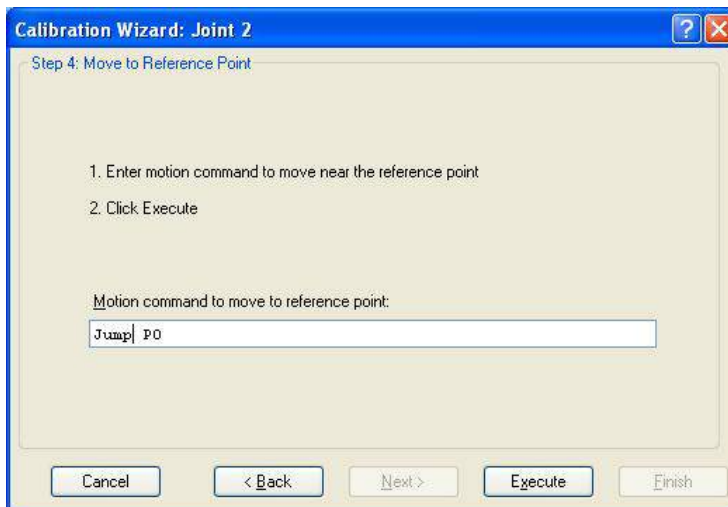 Calibration Wizard: Joint 2
Step 4: Move to Reference Point
1. Enter motion command to move near the reference point
2. Click Execute
Motion command to move to reference point:
Jump P0
Cancel < Back Next > Execute Finish